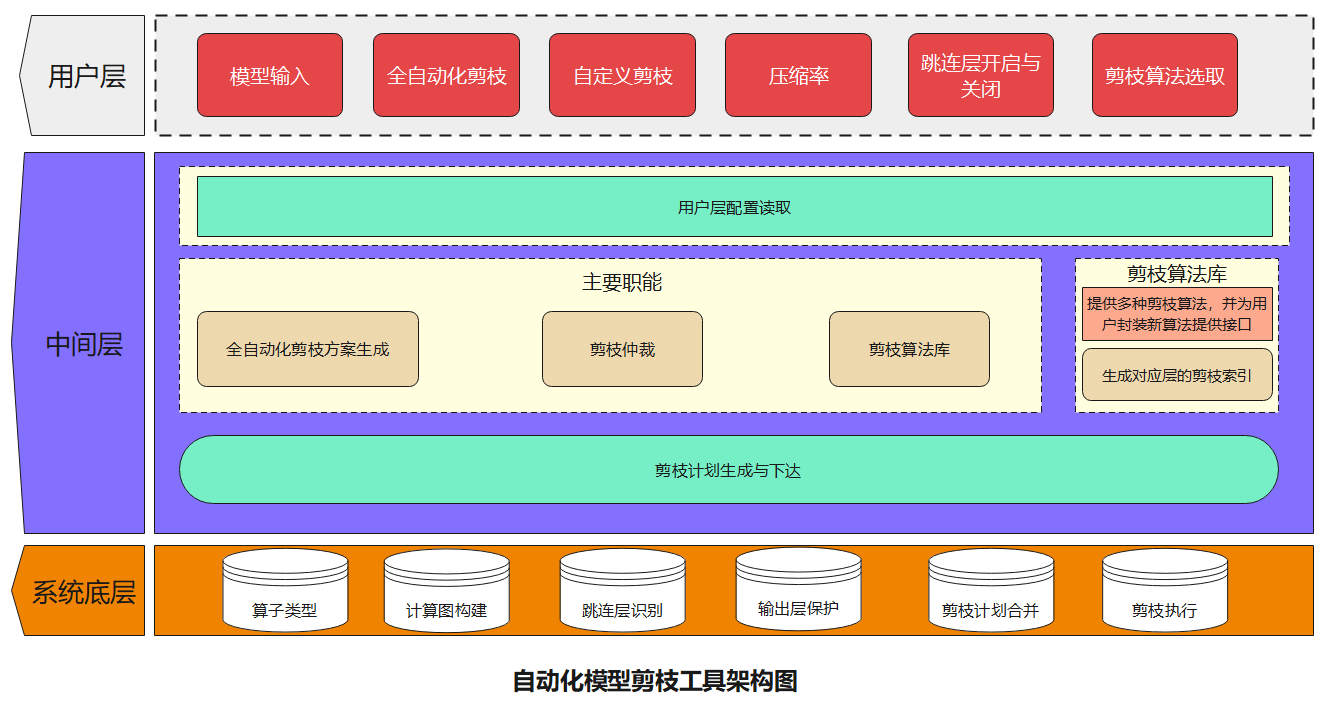 用户层
模型输入
全自动化剪枝
自定义剪枝
压缩率
跳连层开启与
关闭
剪枝算法选取
中间层
用户层配置读取
主要职能
全自动化剪枝方案生成
剪枝仲裁
剪枝算法库
剪枝算法库
提供多种剪枝算法，并为用
户封装新算法提供接口
生成对应层的剪枝索引
剪枝计划生成与下达
系统底层
算子类型
计算图构建
跳连层识别
输出层保护
剪枝计划合并
剪枝执行
自动化模型剪枝工具架构图